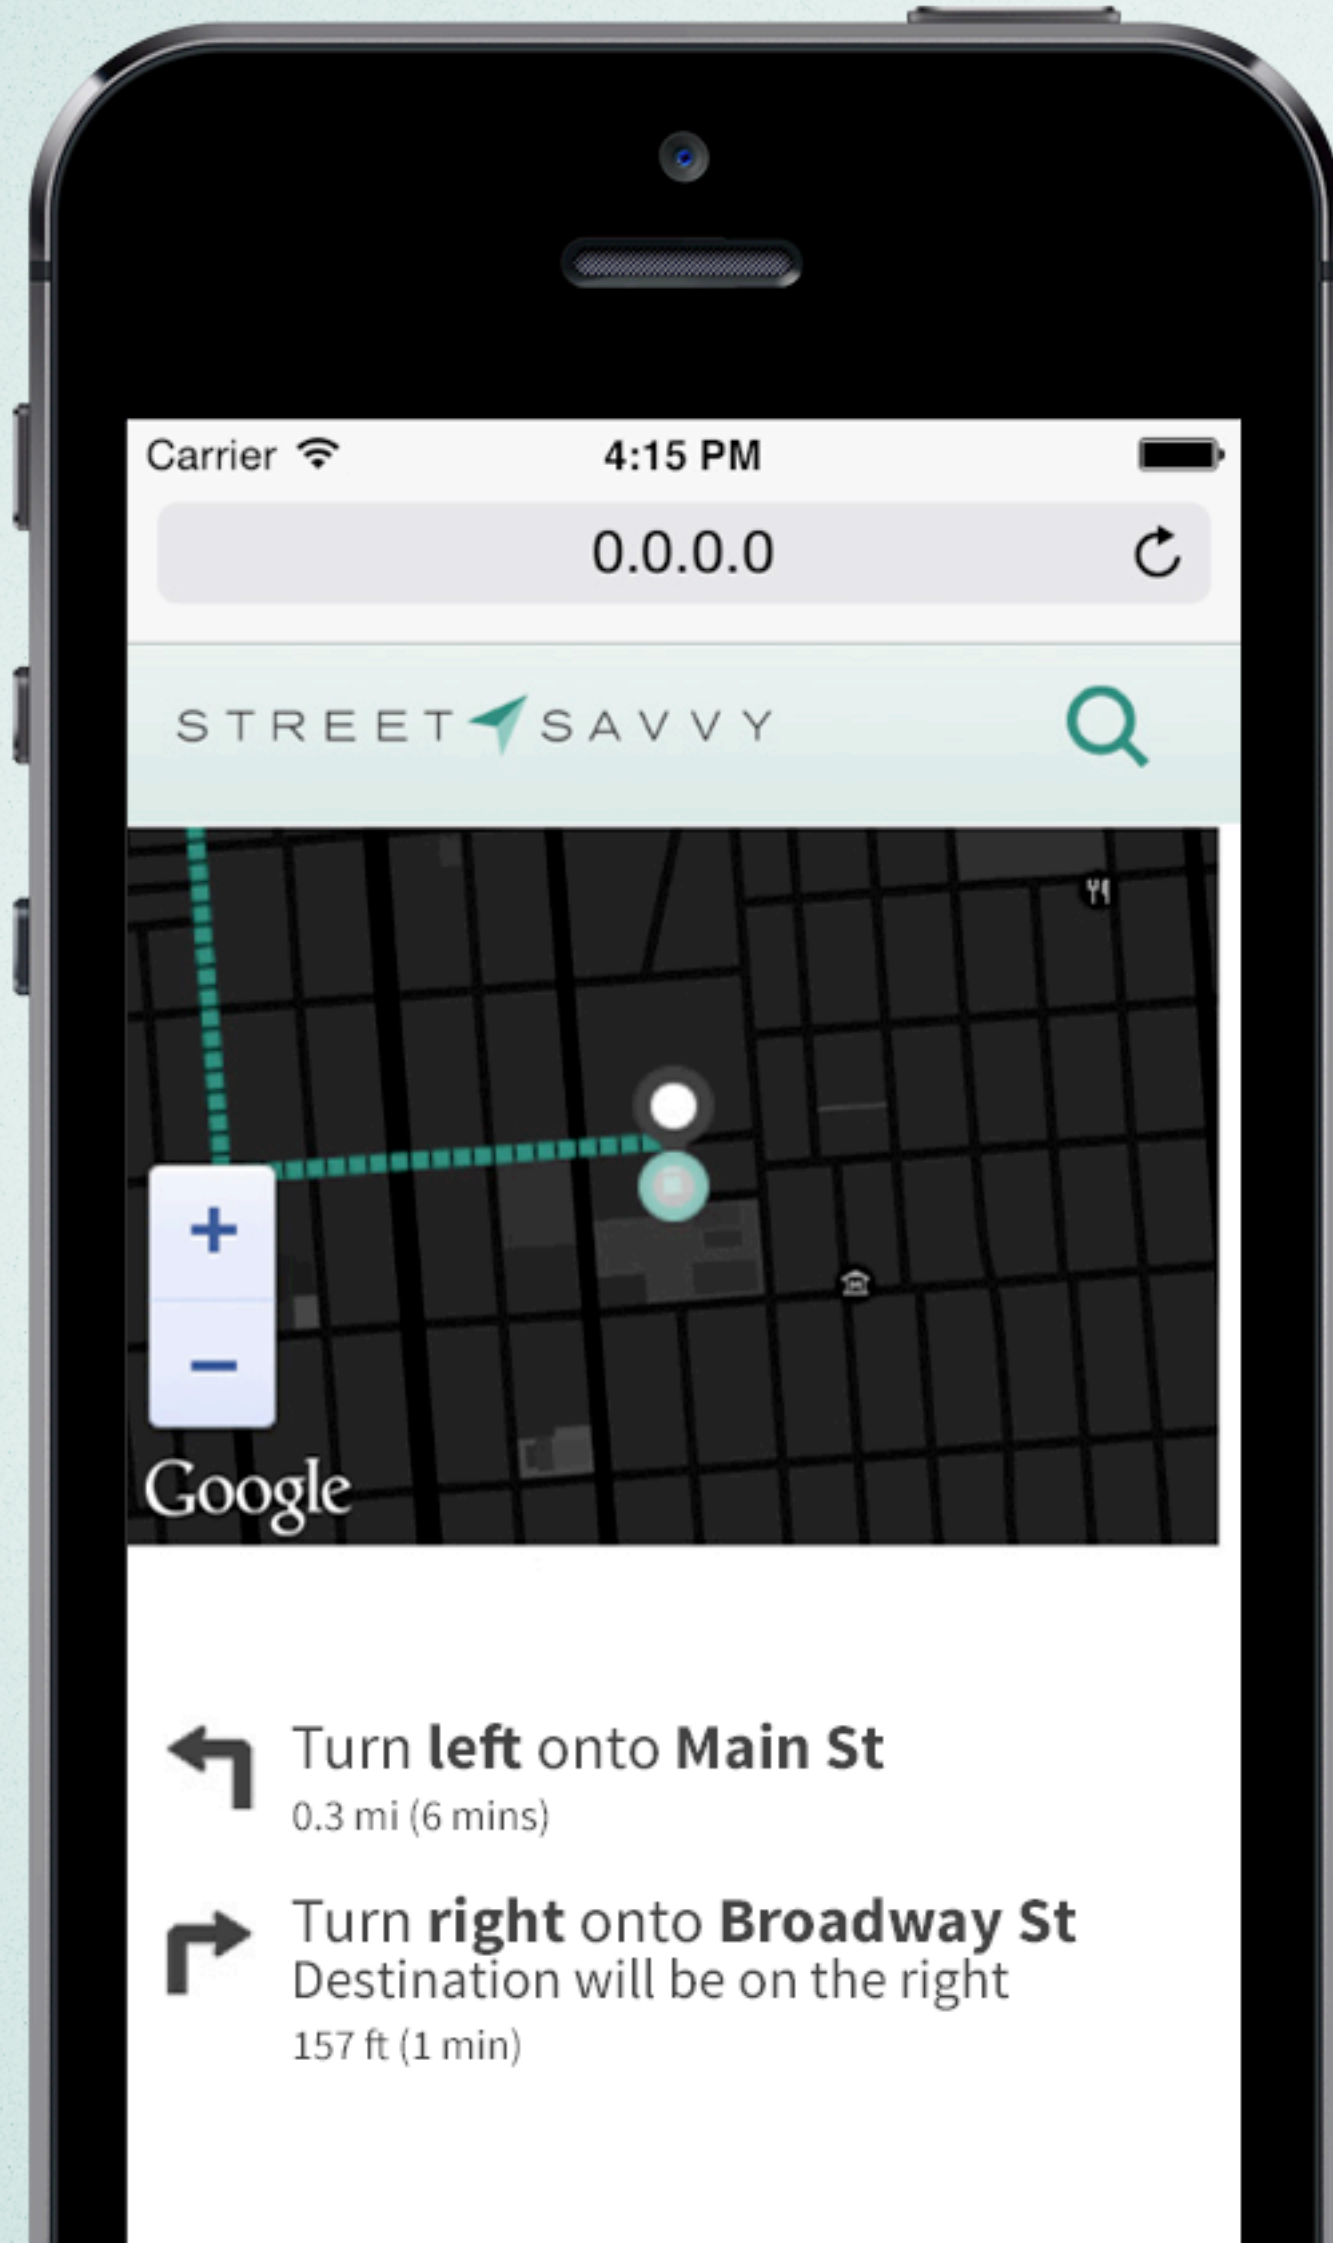 Carrier 4:15 PM
0.0.0.0
STREET SAVVY
+
−
Google
Turn left onto Main St
0.3 mi (6 mins)
Turn right onto Broadway St
Destination will be on the right
157 ft (1 min)